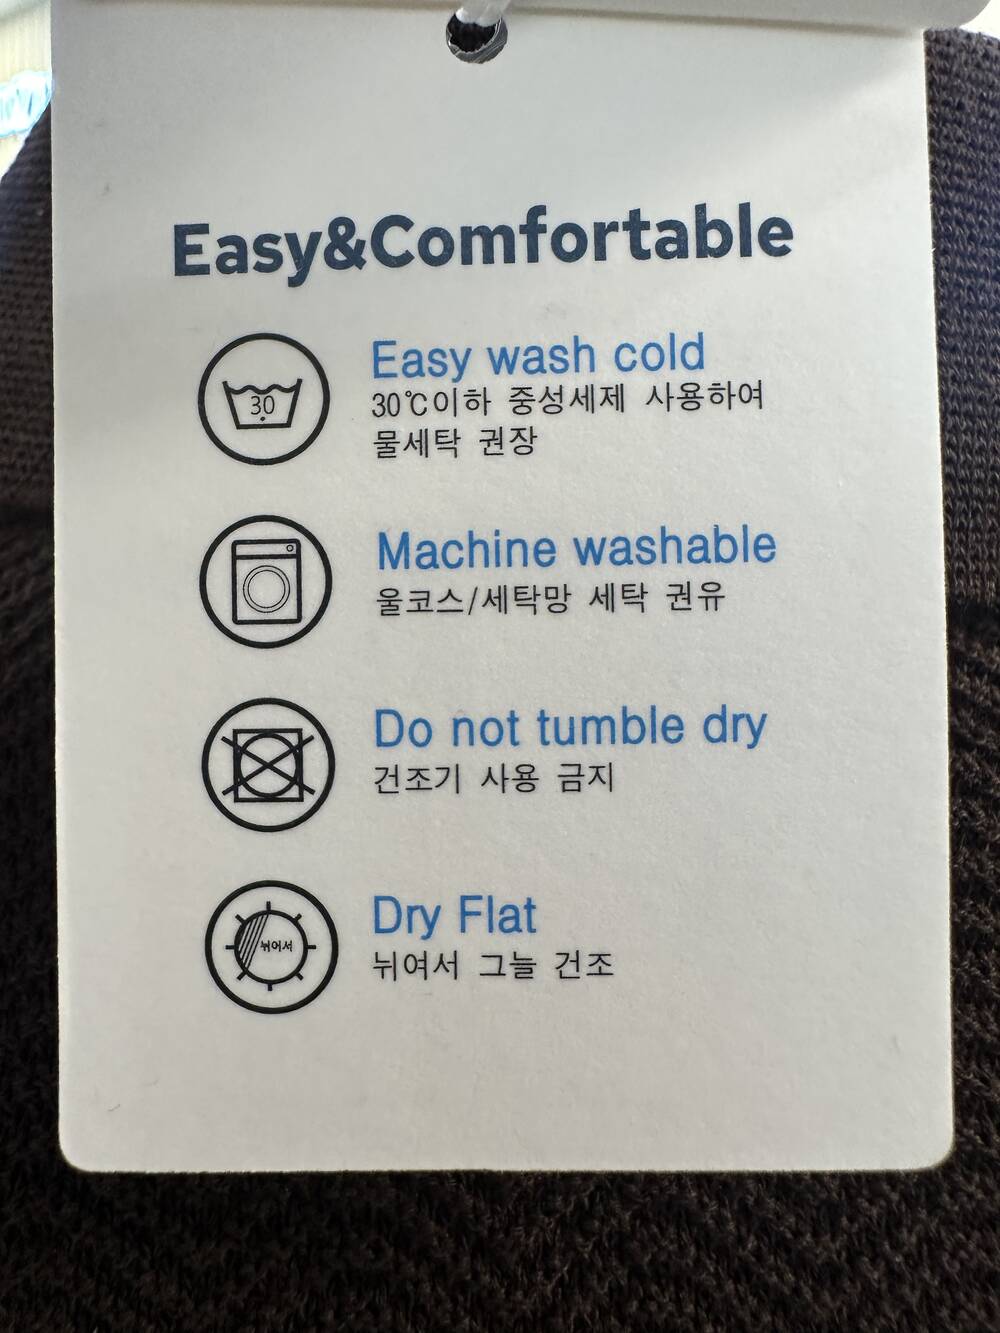 Easy&Comfortable
30
Easy wash cold
30℃이하 중성세제 사용하여
물세탁 권장
Machine washable
울코스/세탁망 세탁 권유
Do not tumble dry
건조기 사용 금지
뉘어서
Dry Flat
뉘여서 그늘 건조